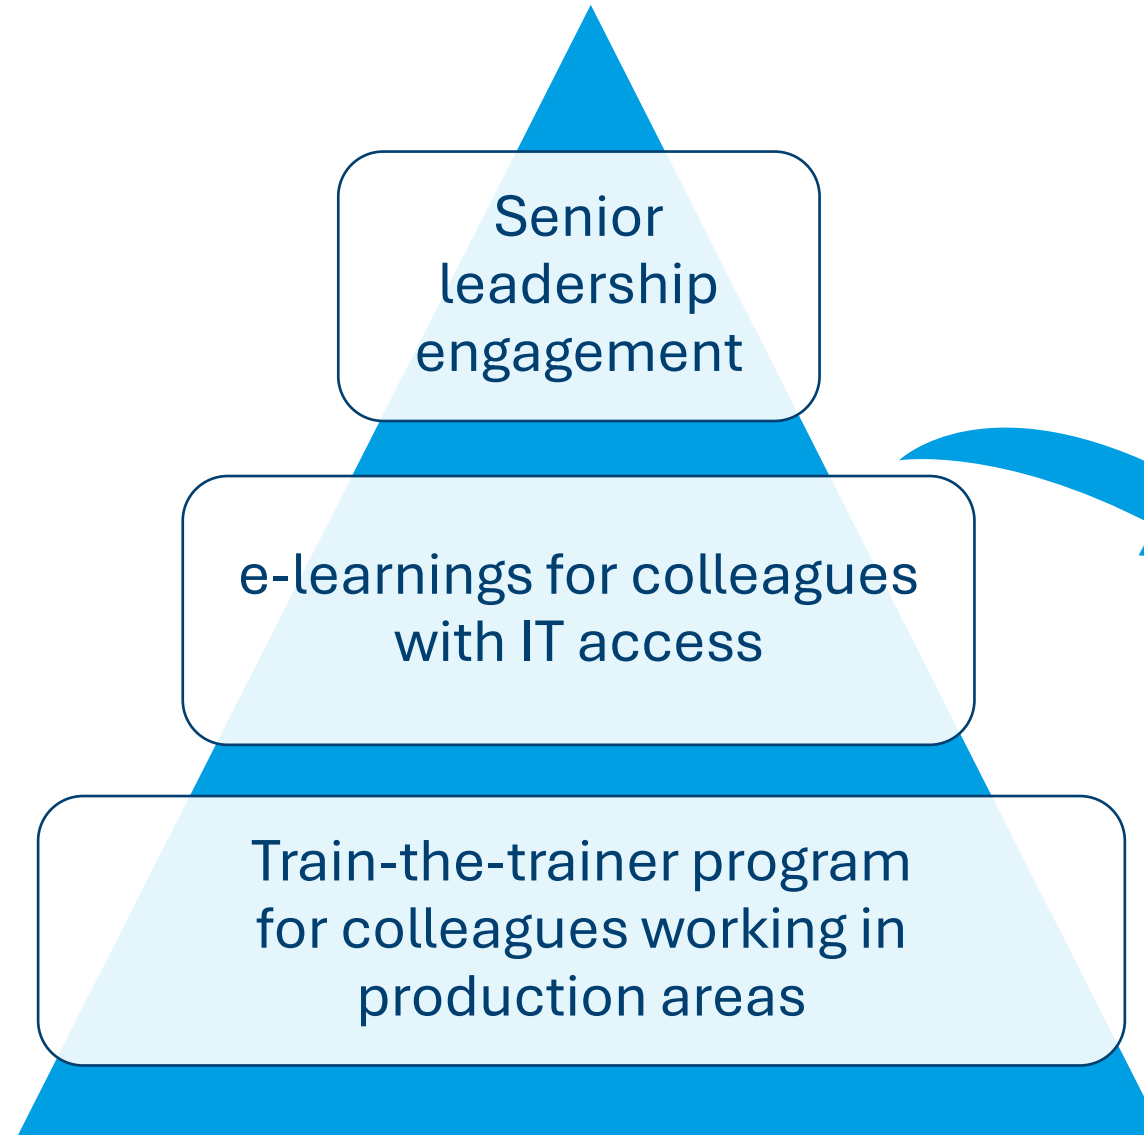 Senior
leadership
engagement
e-learnings for colleagues
with IT access
Train-the-trainer program
for colleagues working in
production areas